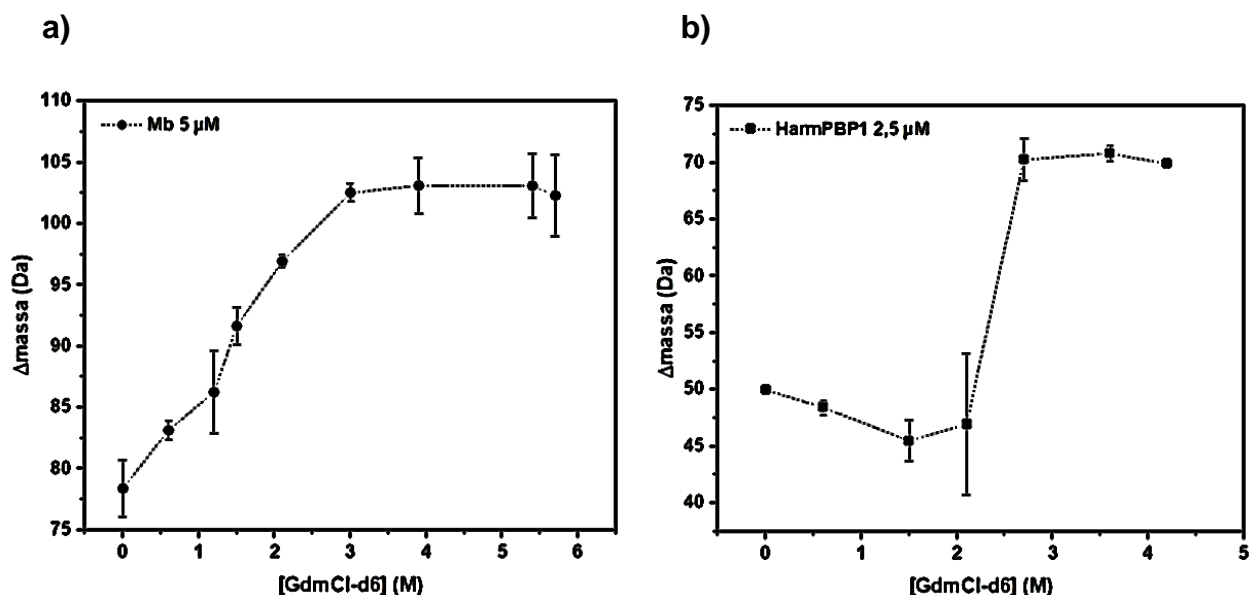 a)
110
105
100
95
90
85
80
75
Mb 5 µM
Δmassa (Da)
0 1 2 3 4 5 6
[GdmCl-d6] (M)
b)
75
70
65
60
55
50
45
40
HarmPBP1 2,5 µM
Δmassa (Da)
0 1 2 3 4 5
[GdmCl-d6] (M)